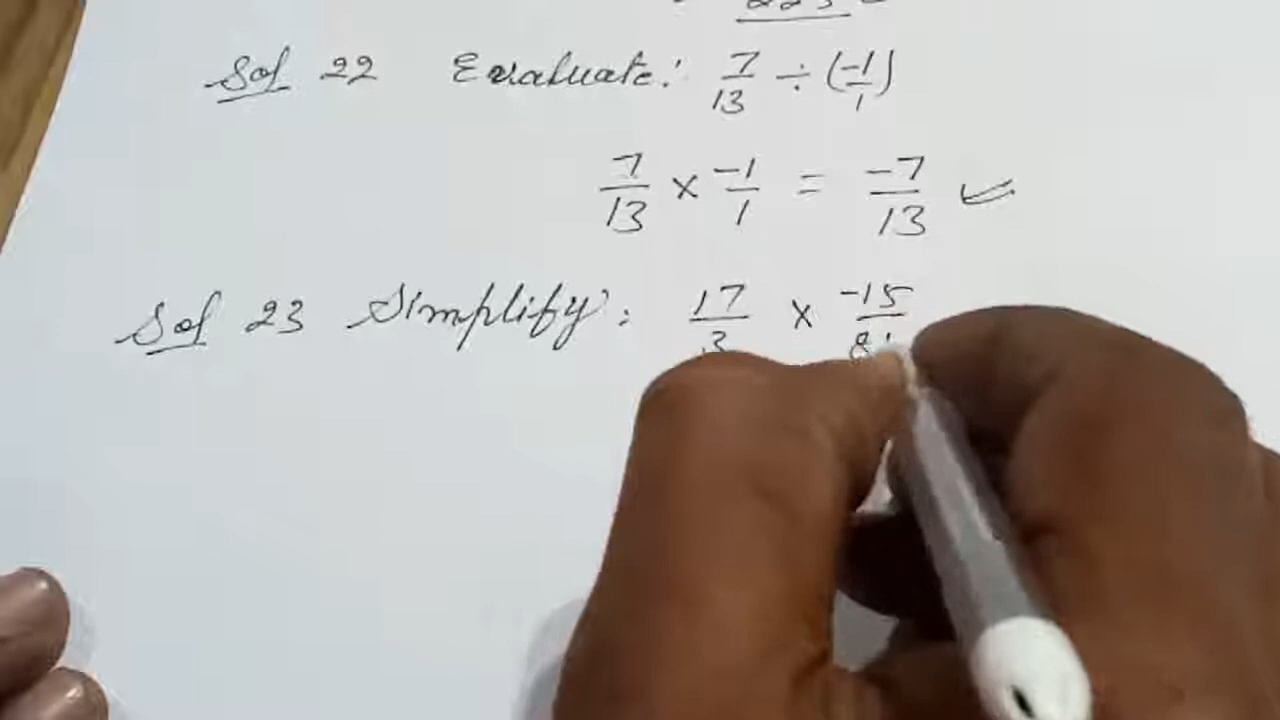 Sol 22 Evaluate: 7/13 ÷ (-1/1)
7/13 × -1/1 = -7/13
Sol 23 Simplify: 17/3 × -15